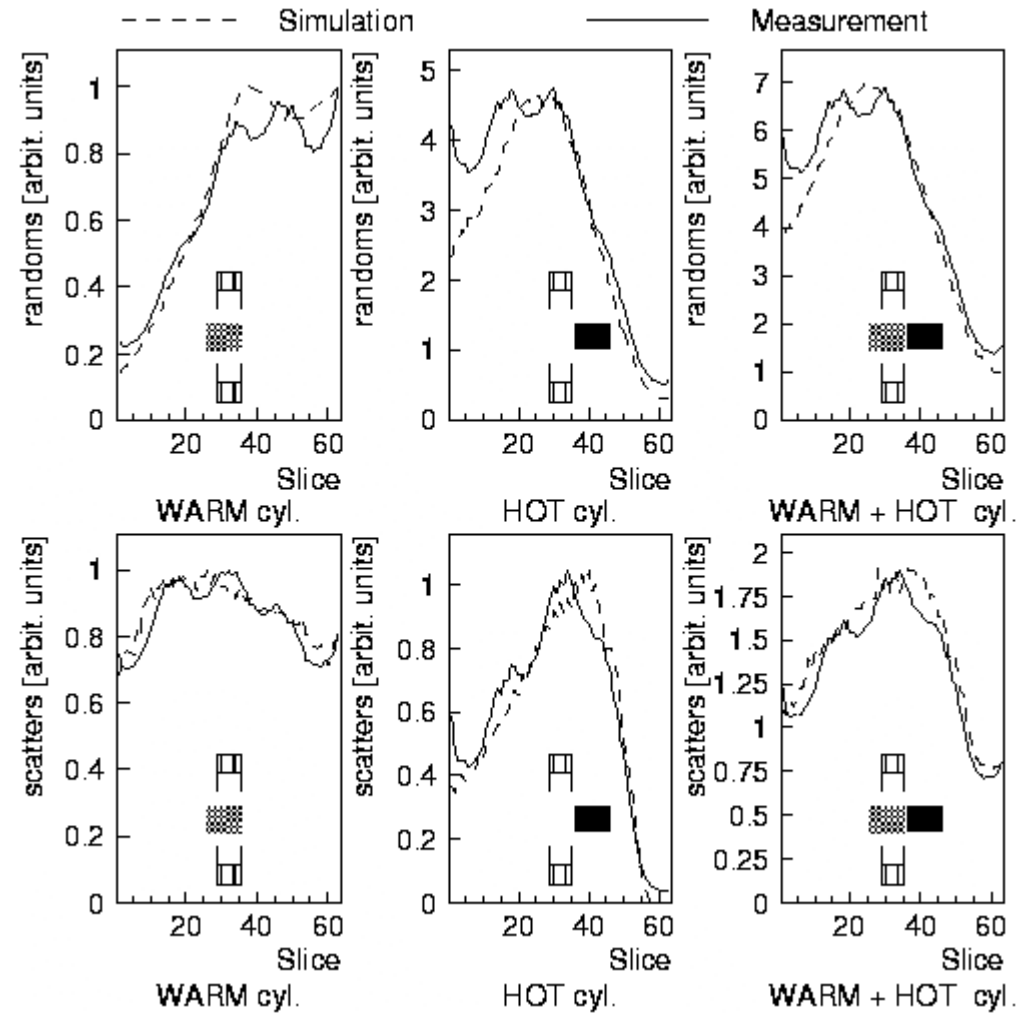 Simulation Measurement
randoms [arbit. units]
1
0.8
0.6
0.4
0.2
0
20 40 60
Slice
WARM cyl.
randoms [arbit. units]
5
4
3
2
1
0
20 40 60
Slice
HOT cyl.
randoms [arbit. units]
7
6
5
4
3
2
1
0
20 40 60
Slice
WARM + HOT cyl.
scatters [arbit. units]
1
0.8
0.6
0.4
0.2
0
20 40 60
Slice
WARM cyl.
scatters [arbit. units]
1
0.8
0.6
0.4
0.2
0
20 40 60
Slice
HOT cyl.
scatters [arbit. units]
2
1.75
1.5
1.25
1
0.75
0.5
0.25
0
20 40 60
Slice
WARM + HOT cyl.